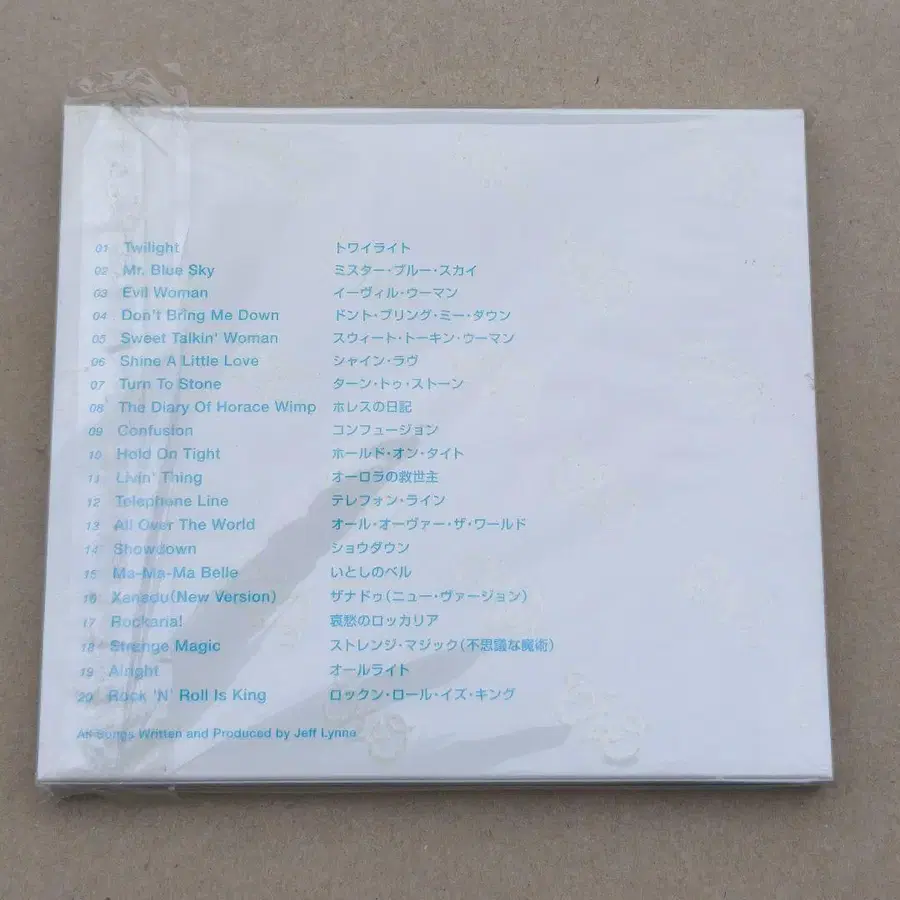 01 Twilight トワイライト
02 Mr. Blue Sky ミスター・ブルー・スカイ
03 Evil Woman イーヴィル・ウーマン
04 Don't Bring Me Down ドント・ブリング・ミー・ダウン
05 Sweet Talkin' Woman スウィート・トーキン・ウーマン
06 Shine A Little Love シャイン・ラヴ
07 Turn To Stone ターン・トゥ・ストーン
08 The Diary Of Horace Wimp ホレスの日記
09 Confusion コンフュージョン
10 Hold On Tight ホールド・オン・タイト
11 Livin' Thing オーロラの救世主
12 Telephone Line テレフォン・ライン
13 All Over The World オール・オーヴァー・ザ・ワールド
14 Showdown ショウダウン
15 Ma-Ma-Ma Belle いとしのベル
16 Xanadu(New Version) ザナドゥ(ニュー・ヴァージョン)
17 Rockaria! 哀愁のロッカリア
18 Strange Magic ストレンジ・マジック(不思議な魔術)
19 Alright オールライト
20 Rock 'N' Roll Is King ロックン・ロール・イズ・キング
All Songs Written and Produced by Jeff Lynne